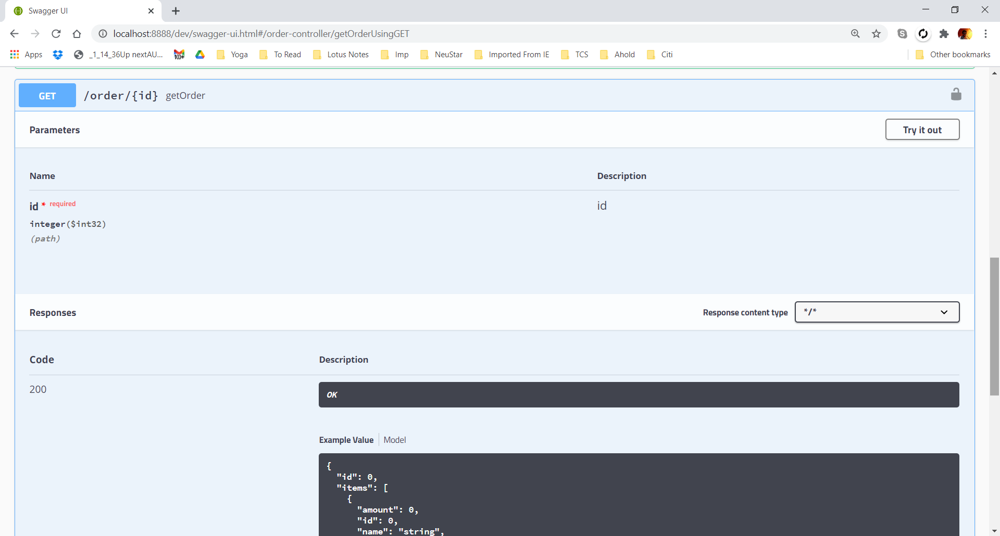 Swagger UI
localhost:8888/dev/swagger-ui.html#/order-controller/getOrderUsingGET
Apps _1_14_36Up nextAU... 100+ Yoga To Read Lotus Notes Imp NeuStar Imported From IE TCS Ahold Citi Other bookmarks
GET /order/{id} getOrder
Parameters Try it out
Name Description
id * required id
integer($int32)
(path)
Responses Response content type */*
Code Description
200 OK
Example Value Model
{
"id": 0,
"items": [
{
"amount": 0,
"id": 0,
"name": "string",